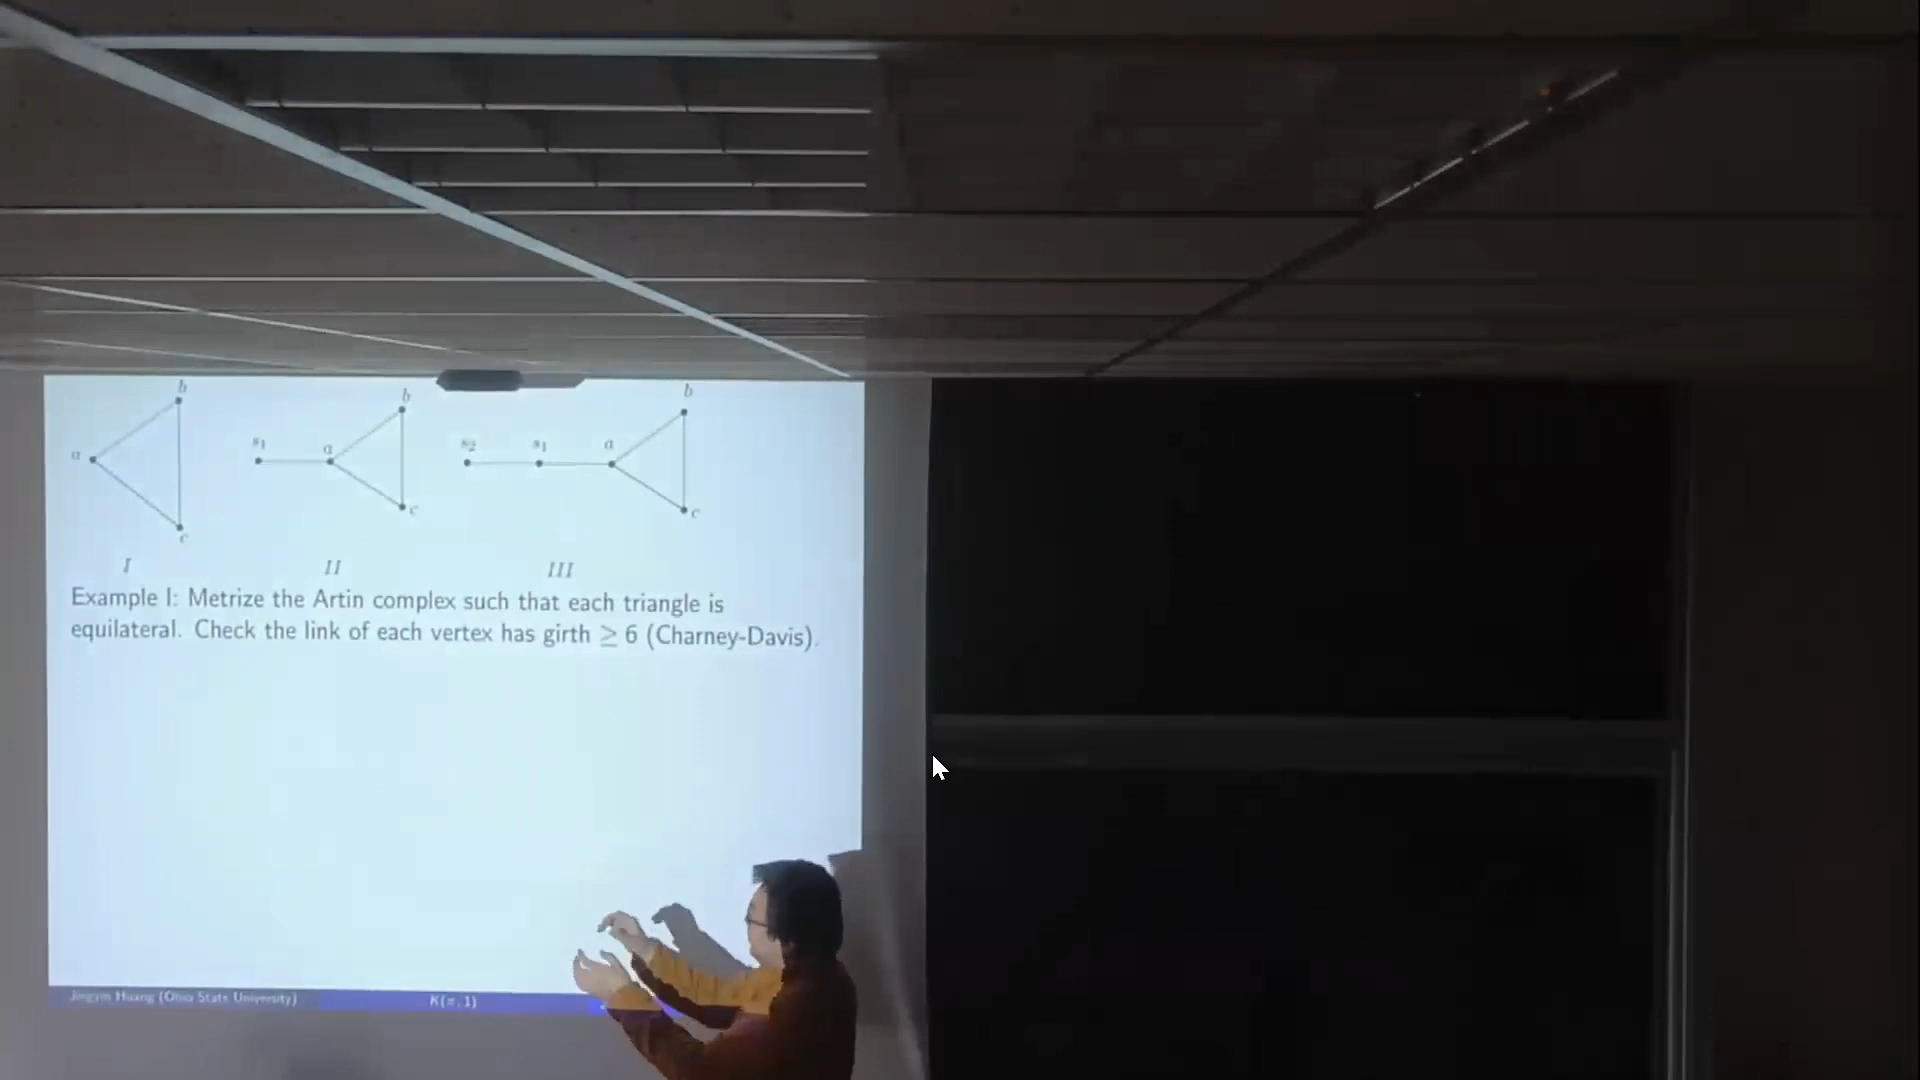 b b b
a s₁ a s₂ s₁ a
c c c
I II III
Example I: Metrize the Artin complex such that each triangle is
equilateral. Check the link of each vertex has girth ≥ 6 (Charney-Davis).
Jingyin Huang (Ohio State University) K(π, 1)